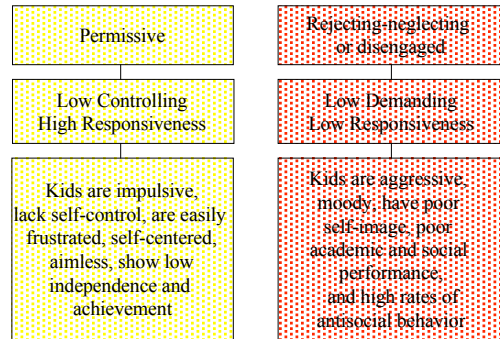 Permissive
Low Controlling
High Responsiveness
Kids are impulsive,
lack self-control, are easily
frustrated, self-centered,
aimless, show low
independence and
achievement
Rejecting-neglecting
or disengaged
Low Demanding
Low Responsiveness
Kids are aggressive,
moody, have poor
self-image, poor
academic and social
performance,
and high rates of
antisocial behavior